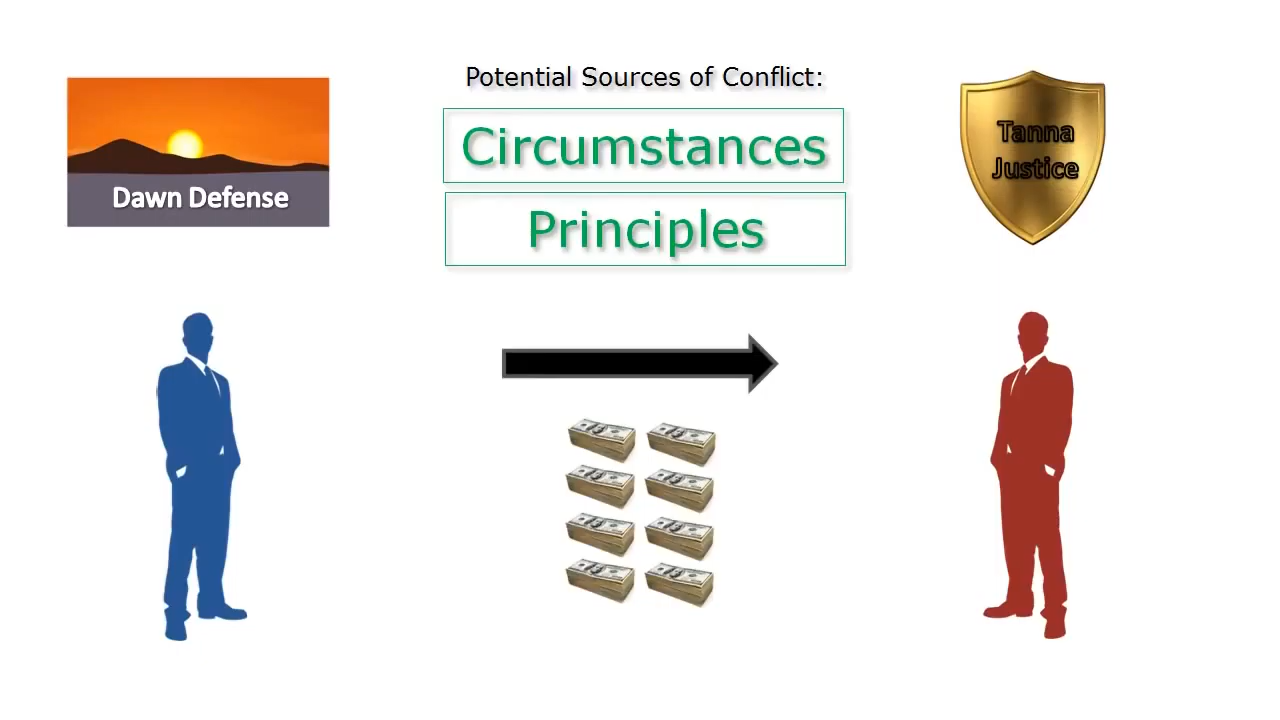 Potential Sources of Conflict:
Circumstances
Principles
Dawn Defense
Tanna
Justice